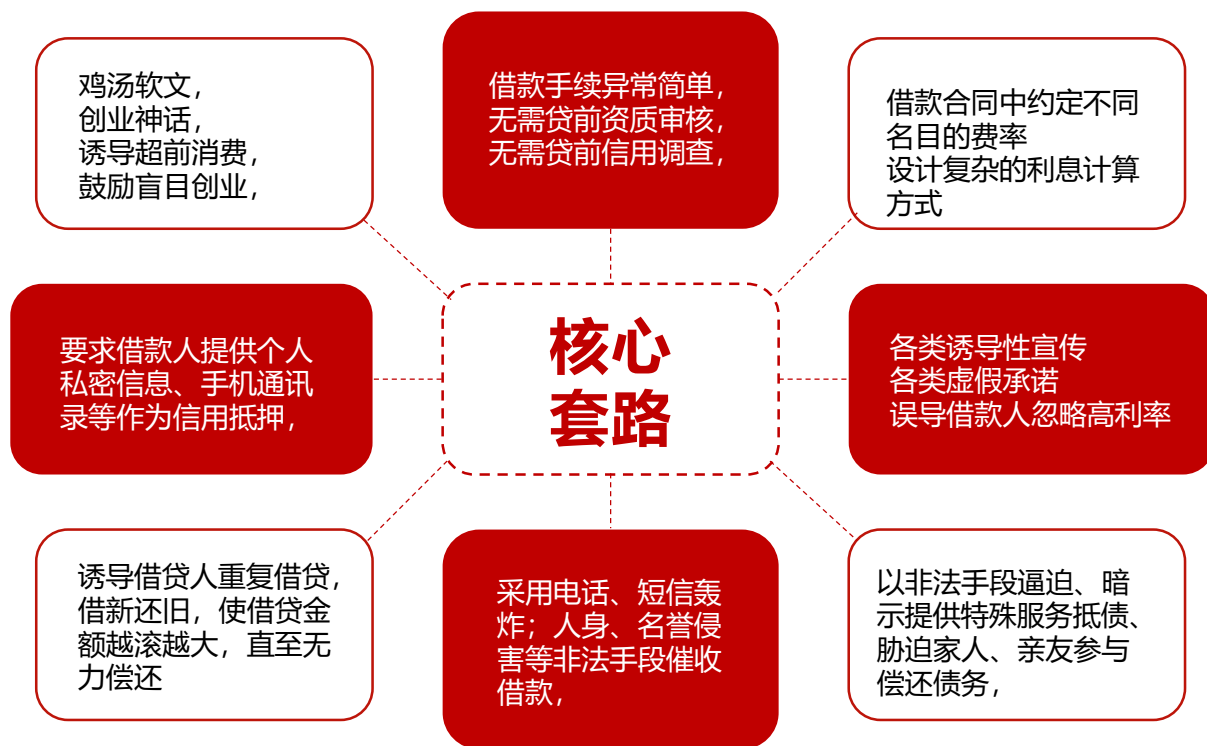 鸡汤软文，
创业神话，
诱导超前消费，
鼓励盲目创业，
借款手续异常简单，
无需贷前资质审核，
无需贷前信用调查，
借款合同中约定不同
名目的费率
设计复杂的利息计算
方式
要求借款人提供个人
私密信息、手机通讯
录等作为信用抵押，
核心
套路
各类诱导性宣传
各类虚假承诺
误导借款人忽略高利率
诱导借贷人重复借贷，
借新还旧，使借贷金
额越滚越大，直至无
力偿还
采用电话、短信轰
炸；人身、名誉侵
害等非法手段催收
借款，
以非法手段逼迫、暗
示提供特殊服务抵债、
胁迫家人、亲友参与
偿还债务，